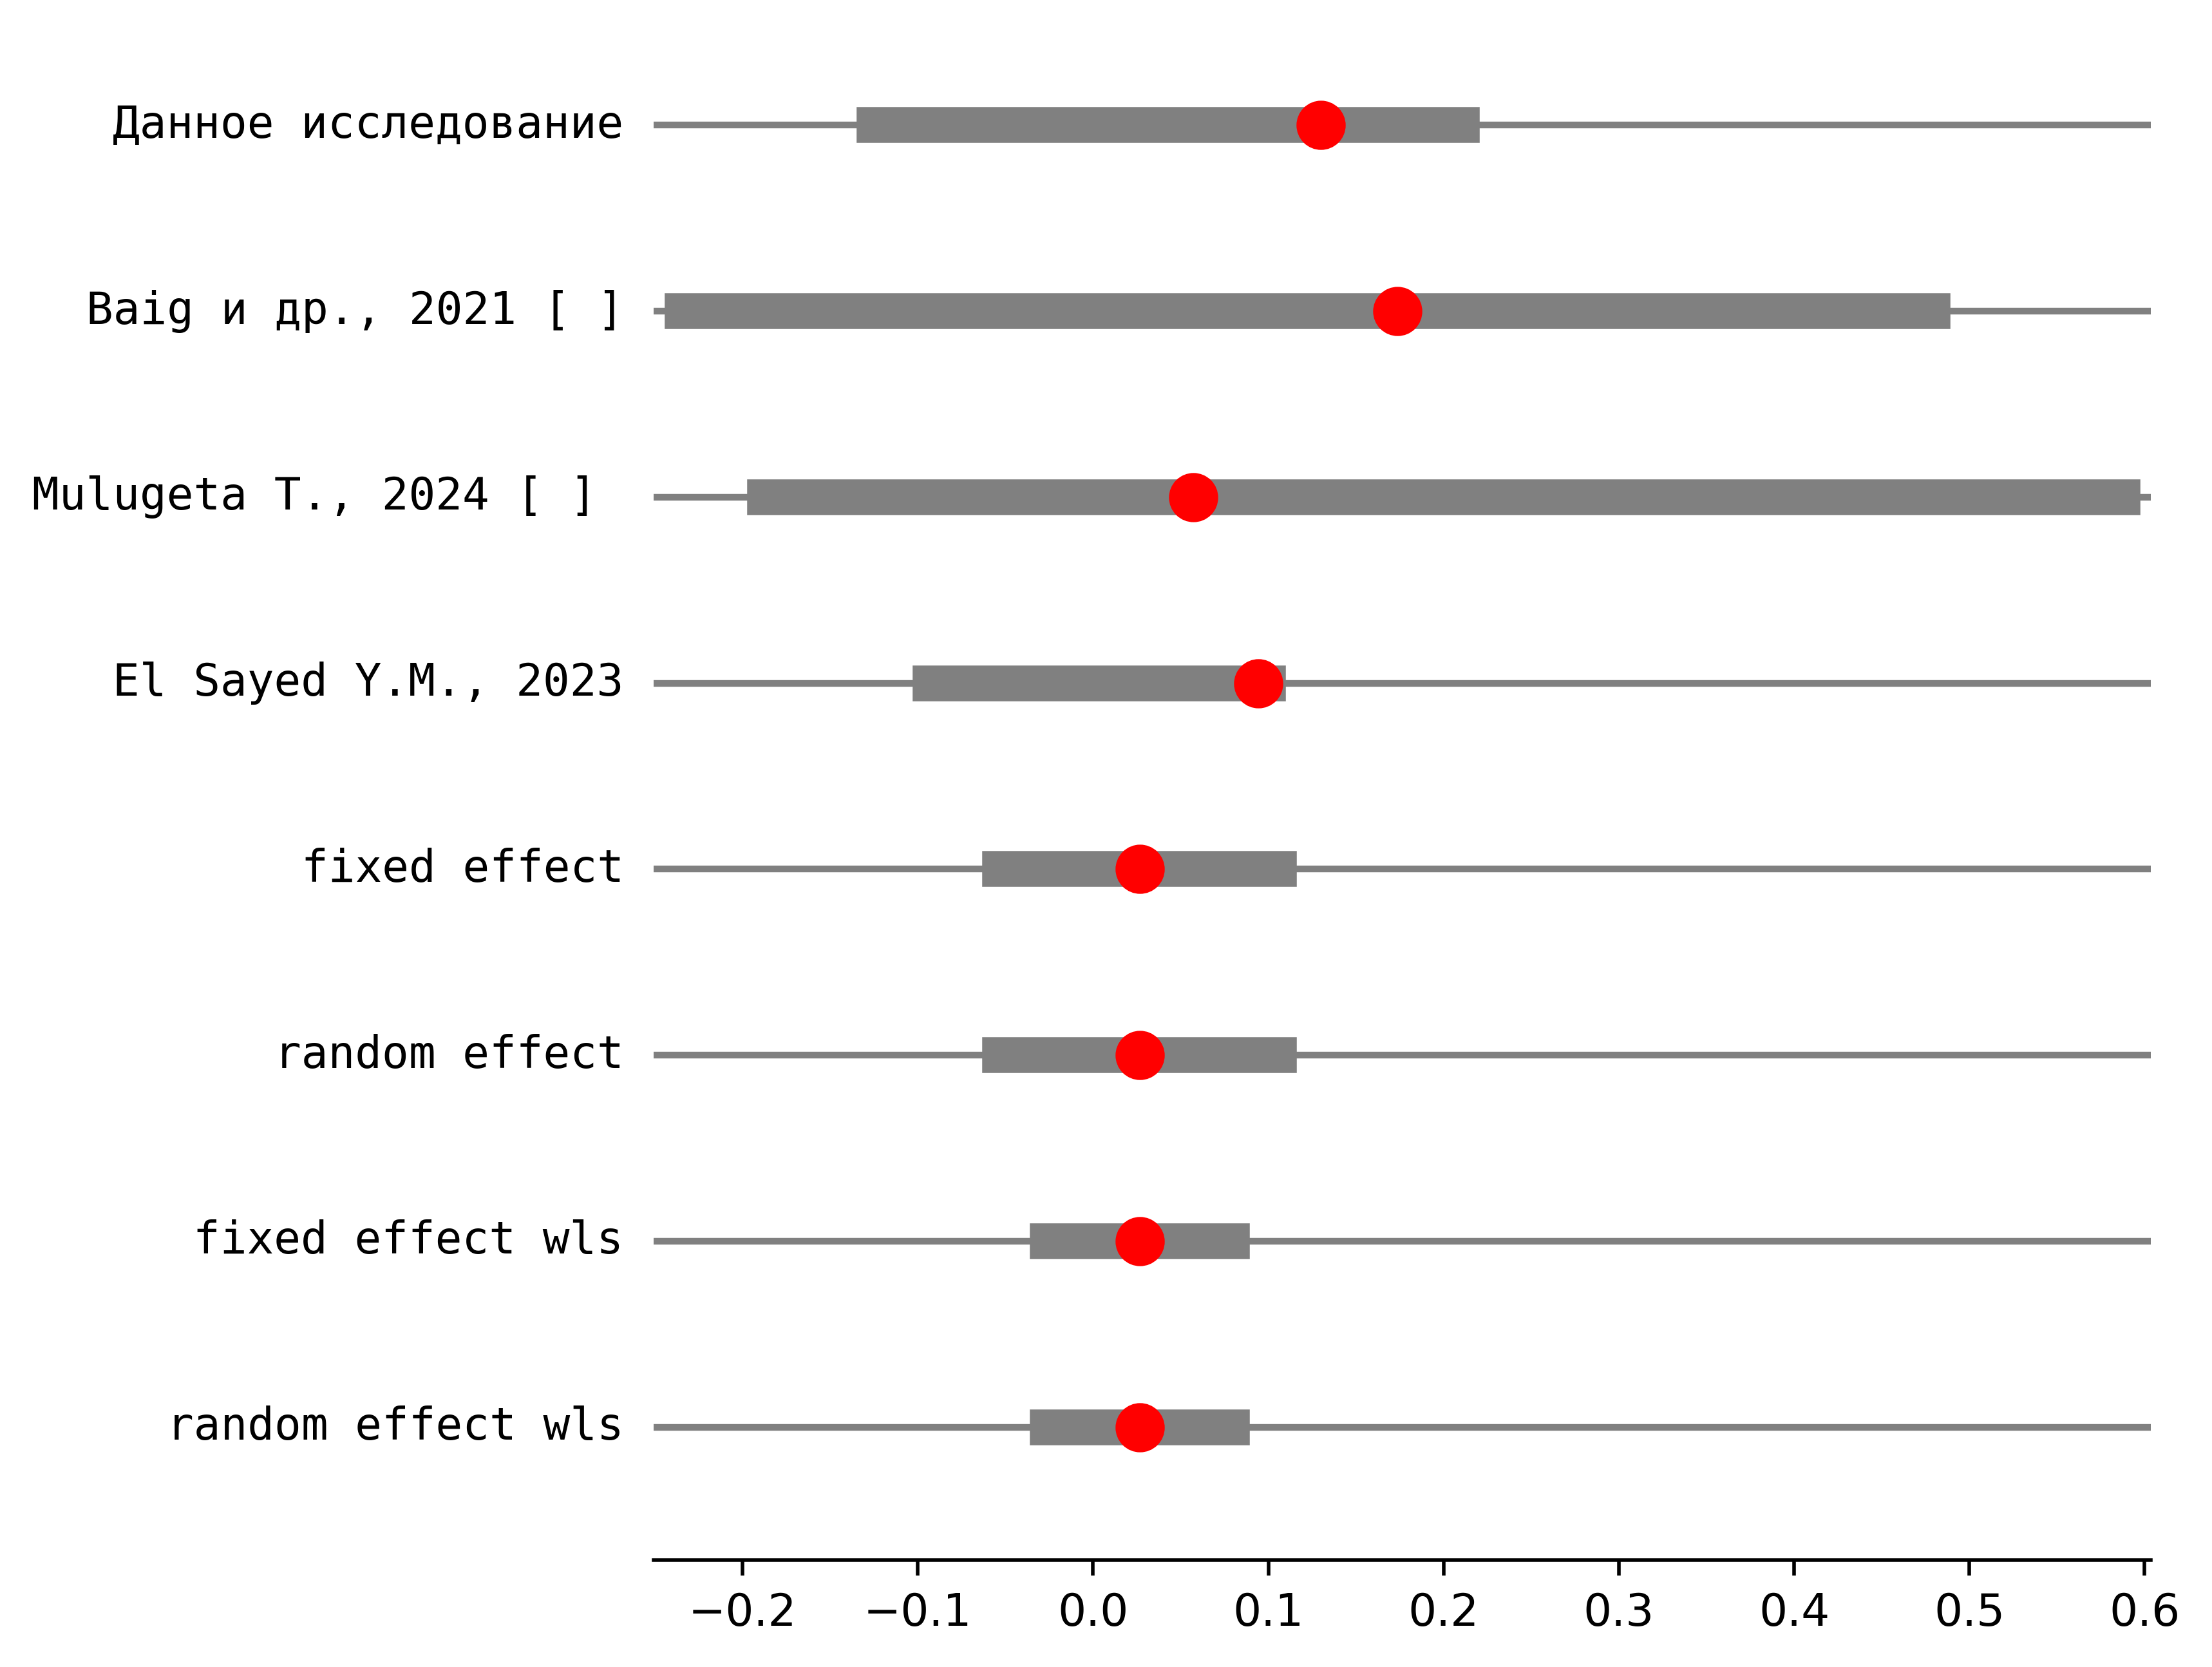 Данное исследование
Baig и др., 2021 [ ]
Mulugeta T., 2024 [ ]
El Sayed Y.M., 2023
fixed effect
random effect
fixed effect wls
random effect wls
−0.2 −0.1 0.0 0.1 0.2 0.3 0.4 0.5 0.6